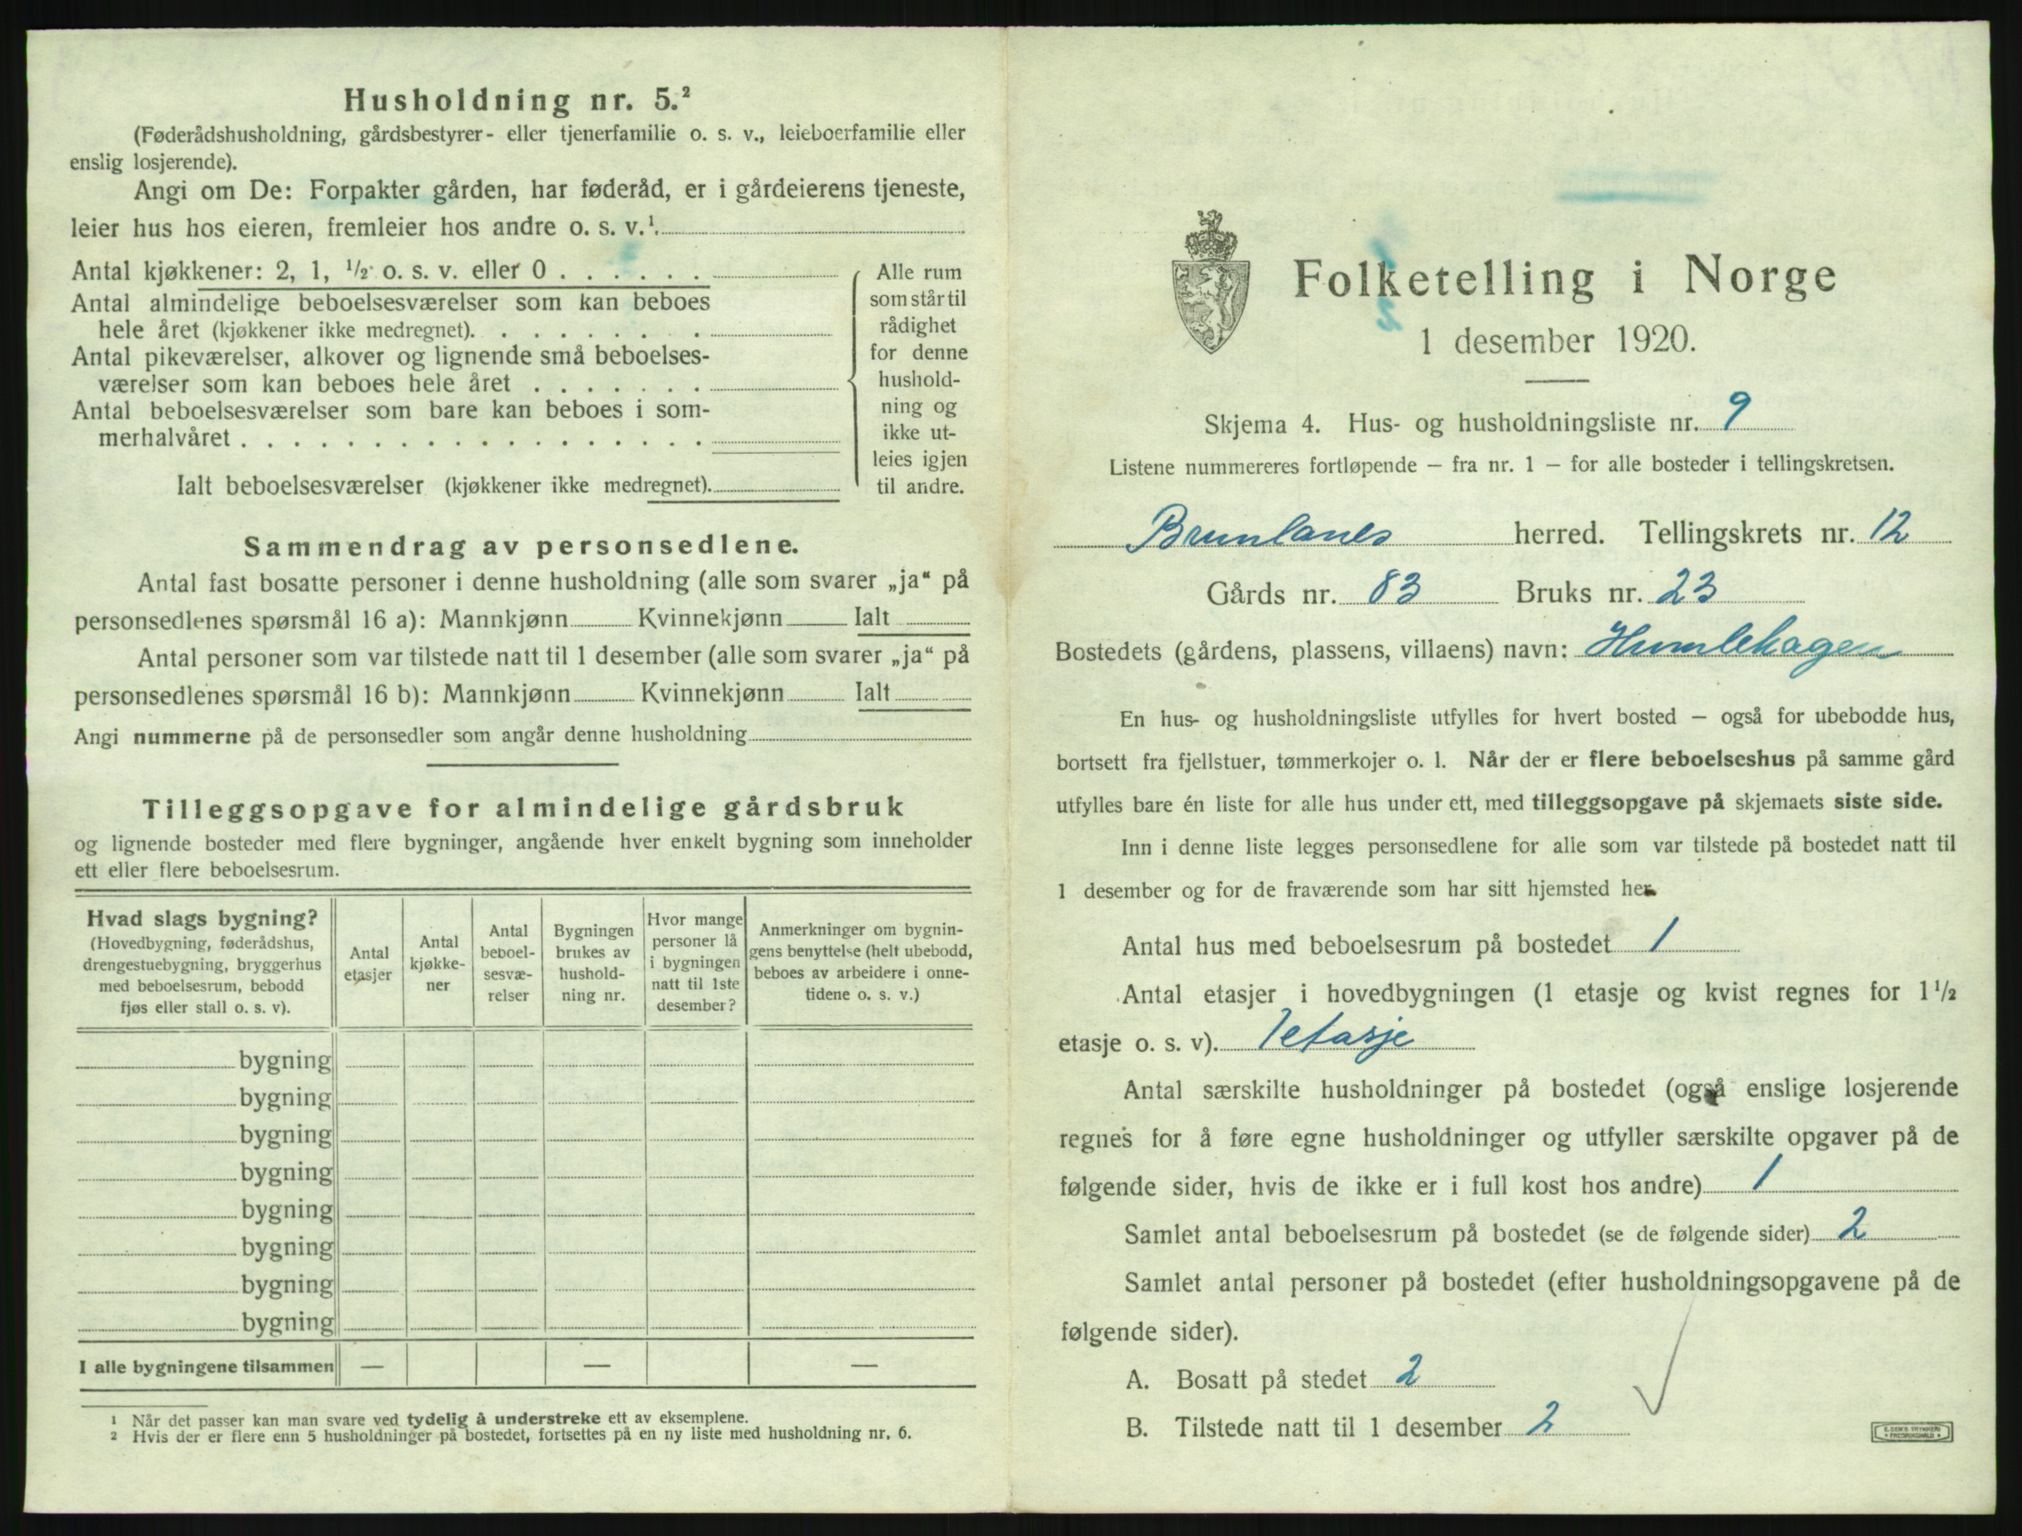 Husholdning nr. 5.²
(Føderådshusholdning, gårdsbestyrer- eller tjenerfamilie o. s. v., leieboerfamilie eller
enslig losjerende).
Angi om De: Forpakter gården, har føderåd, er i gårdeierens tjeneste,
leier hus hos eieren, fremleier hos andre o. s. v.¹.
Antal kjøkkener: 2, 1, ½ o. s. v. eller 0 . . . . . .
Antal almindelige beboelsesværelser som kan beboes
hele året (kjøkkener ikke medregnet). . . . . . . . .
Antal pikeværelser, alkover og lignende små beboelses-
værelser som kan beboes hele året . . . . . . .
Antal beboelsesværelser som bare kan beboes i som-
merhalvåret . . . . . . . . . . . . . . . . . .
Ialt beboelsesværelser (kjøkkener ikke medregnet).
Alle rum
som står til
rådighet
for denne
hushold-
ning og
ikke ut-
leies igjen
til andre.
Sammendrag av personsedlene.
Antal fast bosatte personer i denne husholdning (alle som svarer „ja“ på
personsedlenes spørsmål 16 a): Mannkjønn Kvinnekjønn Ialt
Antal personer som var tilstede natt til 1 desember (alle som svarer „ja“ på
personsedlenes spørsmål 16 b): Mannkjønn Kvinnekjønn Ialt
Angi nummerne på de personsedler som angår denne husholdning
Tilleggsopgave for almindelige gårdsbruk
og lignende bosteder med flere bygninger, angående hver enkelt bygning som inneholder
ett eller flere beboelsesrum.
Hvad slags bygning?
(Hovedbygning, føderådshus,
drengestuebygning, bryggerhus
med beboelsesrum, bebodd
fjøs eller stall o. s. v).
Antal
etasjer
Antal
kjøkke-
ner
Antal
beboel-
sesvæ-
relser
Bygningen
brukes av
hushold-
ning nr.
Hvor mange
personer lå
i bygningen
natt til 1ste
desember?
Anmerkninger om bygnin-
gens benyttelse (helt ubebodd,
beboes av arbeidere i onne-
tidene o. s. v.)
bygning
bygning
bygning
bygning
bygning
bygning
bygning
bygning
I alle bygningene tilsammen — — —
¹ Når det passer kan man svare ved tydelig å understreke ett av eksemplene.
² Hvis der er flere enn 5 husholdninger på bostedet, fortsettes på en ny liste med husholdning nr. 6.
Folketelling i Norge
1 desember 1920.
Skjema 4. Hus- og husholdningsliste nr. 9
Listene nummereres fortløpende — fra nr. 1 — for alle bosteder i tellingskretsen.
Brunlanes herred. Tellingskrets nr. 12
Gårds nr. 83 Bruks nr. 23
Bostedets (gårdens, plassens, villaens) navn: Humlehagen
En hus- og husholdningsliste utfylles for hvert bosted — også for ubebodde hus,
bortsett fra fjellstuer, tømmerkojer o. l. Når der er flere beboelseshus på samme gård
utfylles bare én liste for alle hus under ett, med tilleggsopgave på skjemaets siste side.
Inn i denne liste legges personsedlene for alle som var tilstede på bostedet natt til
1 desember og for de fraværende som har sitt hjemsted her.
Antal hus med beboelsesrum på bostedet 1
Antal etasjer i hovedbygningen (1 etasje og kvist regnes for 1½
etasje o. s. v). 1 etasje
Antal særskilte husholdninger på bostedet (også enslige losjerende
regnes for å føre egne husholdninger og utfyller særskilte opgaver på de
følgende sider, hvis de ikke er i full kost hos andre) 1
Samlet antal beboelsesrum på bostedet (se de følgende sider) 2
Samlet antal personer på bostedet (efter husholdningsopgavene på de
følgende sider).
A. Bosatt på stedet 2
B. Tilstede natt til 1 desember 2